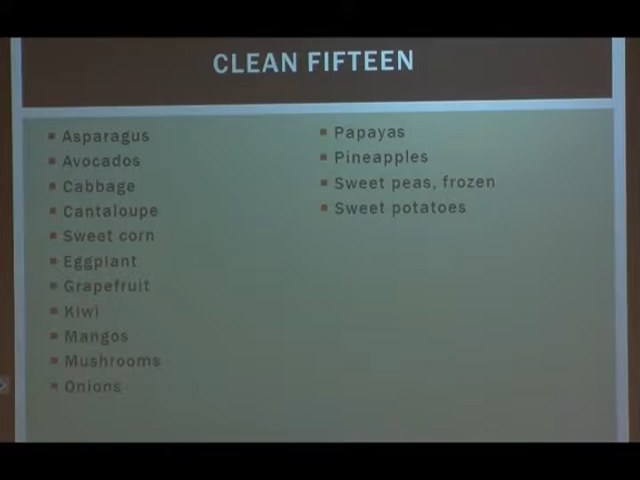 CLEAN FIFTEEN
Asparagus
Avocados
Cabbage
Cantaloupe
Sweet corn
Eggplant
Grapefruit
Kiwi
Mangos
Mushrooms
Onions
Papayas
Pineapples
Sweet peas, frozen
Sweet potatoes